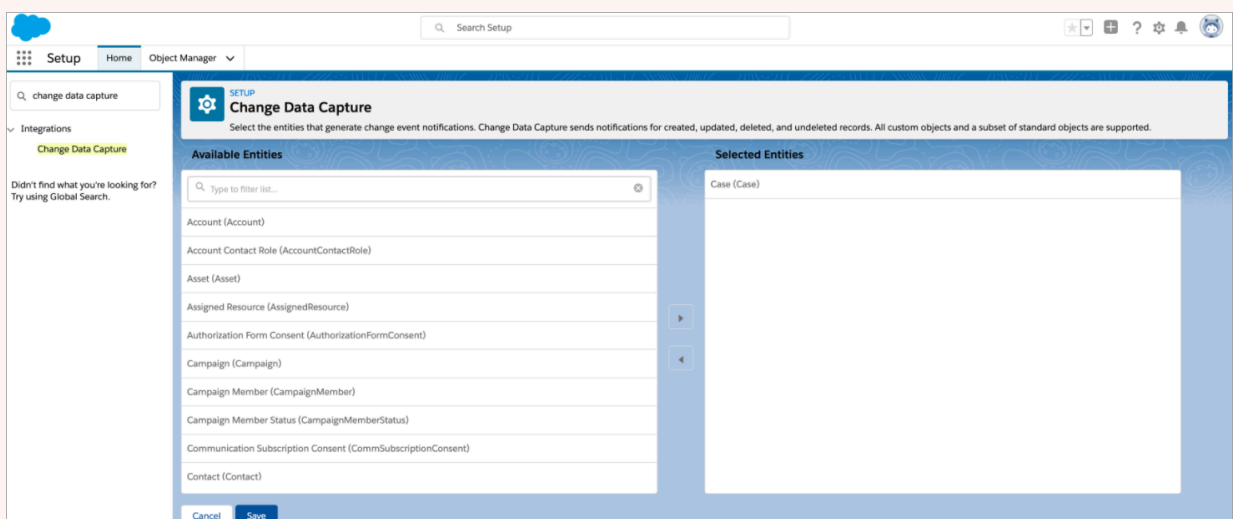 Search Setup
Setup
Home
Object Manager
change data capture
Integrations
Change Data Capture
Didn't find what you're looking for?
Try using Global Search.
SETUP
Change Data Capture
Select the entities that generate change event notifications. Change Data Capture sends notifications for created, updated, deleted, and undeleted records. All custom objects and a subset of standard objects are supported.
Available Entities
Type to filter list...
Account (Account)
Account Contact Role (AccountContactRole)
Asset (Asset)
Assigned Resource (AssignedResource)
Authorization Form Consent (AuthorizationFormConsent)
Campaign (Campaign)
Campaign Member (CampaignMember)
Campaign Member Status (CampaignMemberStatus)
Communication Subscription Consent (CommSubscriptionConsent)
Contact (Contact)
Selected Entities
Case (Case)
Cancel
Save